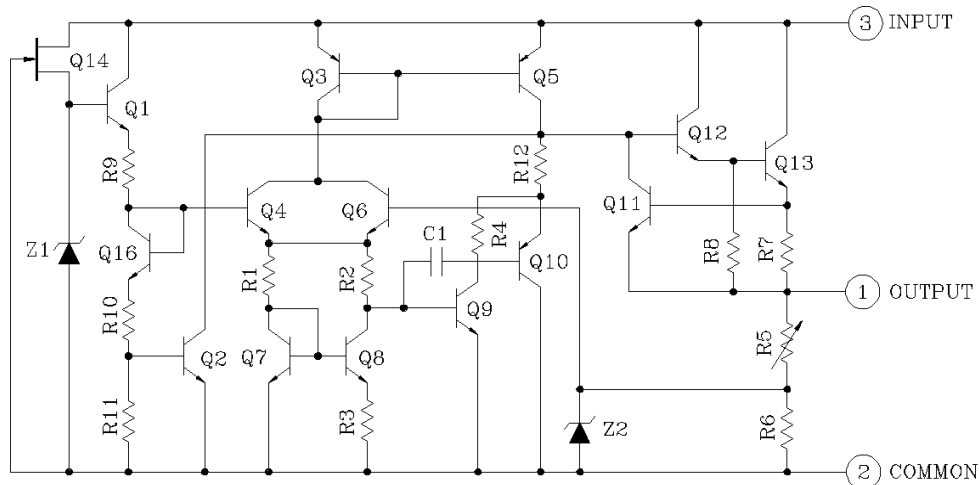 3 INPUT
Q14
Q3
Q5
Q1
Q12
R9
R12
Q13
Q4
Q6
Q11
Z1
Q16
R4
C1
R8
R7
R1
R2
Q10
1 OUTPUT
R10
Q9
R5
Q2
Q7
Q8
R11
R3
Z2
R6
2 COMMON